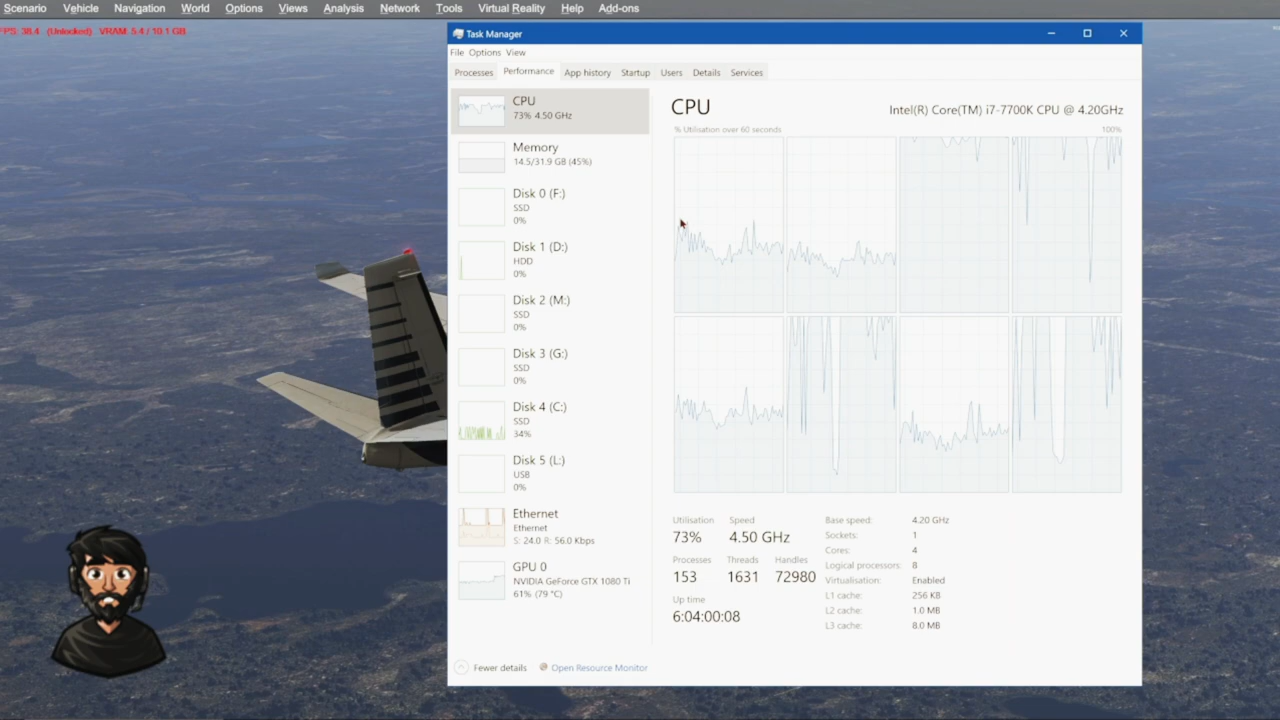 Scenario Vehicle Navigation World Options Views Analysis Network Tools Virtual Reality Help Add-ons
FPS: 38.4 (Unlocked) VRAM: 5.4 / 10.1 GB
Task Manager
File Options View
Processes Performance App history Startup Users Details Services
CPU
73% 4.50 GHz
Memory
14.5/31.9 GB (45%)
Disk 0 (F:)
SSD
0%
Disk 1 (D:)
HDD
0%
Disk 2 (M:)
SSD
0%
Disk 3 (G:)
SSD
0%
Disk 4 (C:)
SSD
34%
Disk 5 (L:)
USB
0%
Ethernet
Ethernet
S: 24.0 R: 56.0 Kbps
GPU 0
NVIDIA GeForce GTX 1080 Ti
61% (79 °C)
CPU Intel(R) Core(TM) i7-7700K CPU @ 4.20GHz
% Utilisation over 60 seconds 100%
Utilisation Speed
73% 4.50 GHz
Processes Threads Handles
153 1631 72980
Up time
6:04:00:08
Base speed: 4.20 GHz
Sockets: 1
Cores: 4
Logical processors: 8
Virtualisation: Enabled
L1 cache: 256 KB
L2 cache: 1.0 MB
L3 cache: 8.0 MB
Fewer details Open Resource Monitor